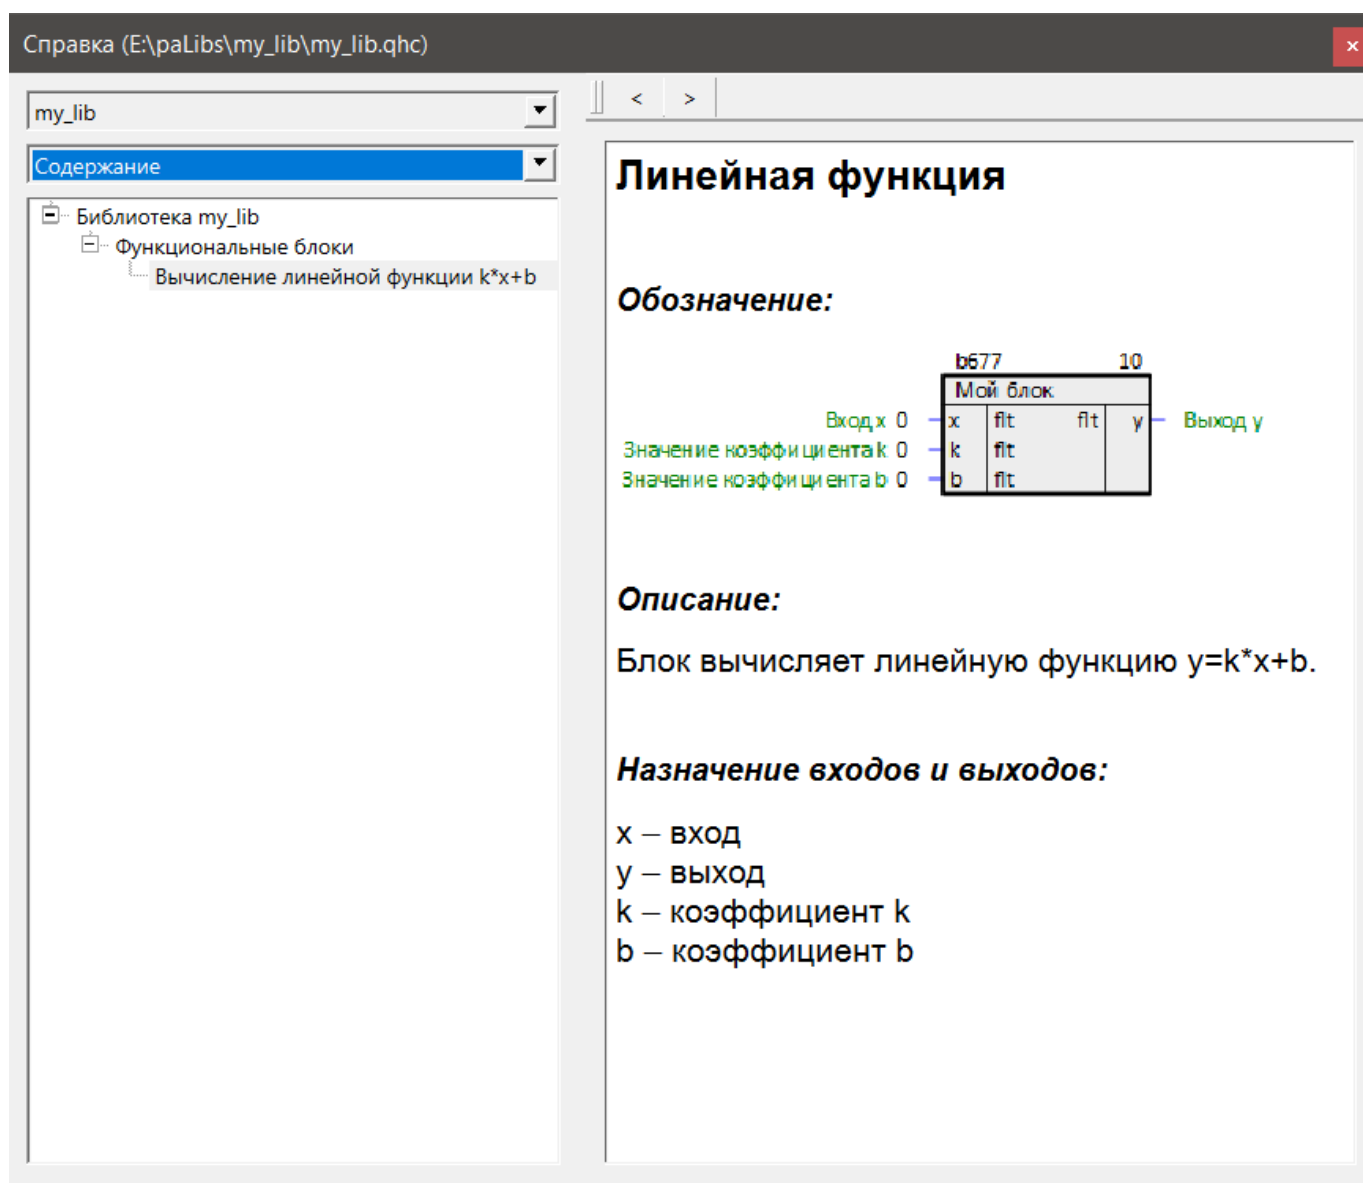 Справка (E:\paLibs\my_lib\my_lib.qhc)
x
my_lib
Содержание
Библиотека my_lib
Функциональные блоки
Вычисление линейной функции k*x+b
< >
Линейная функция
Обозначение:
b677 10
Мой блок
Вход x 0 x flt flt y Выход y
Значение коэффициента k 0 k flt
Значение коэффициента b 0 b flt
Описание:
Блок вычисляет линейную функцию y=k*x+b.
Назначение входов и выходов:
x – вход
y – выход
k – коэффициент k
b – коэффициент b